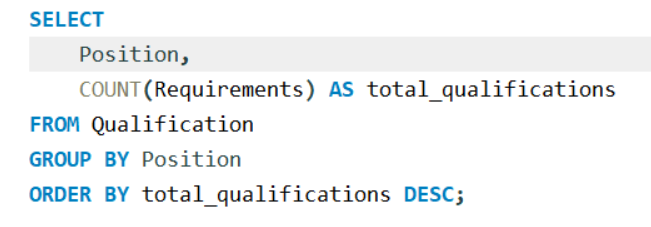 SELECT
    Position,
    COUNT(Requirements) AS total_qualifications
FROM Qualification
GROUP BY Position
ORDER BY total_qualifications DESC;